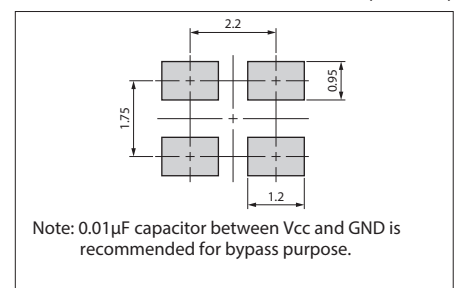 2.2
0.95
1.75
1.2
Note: 0.01µF capacitor between Vcc and GND is
recommended for bypass purpose.